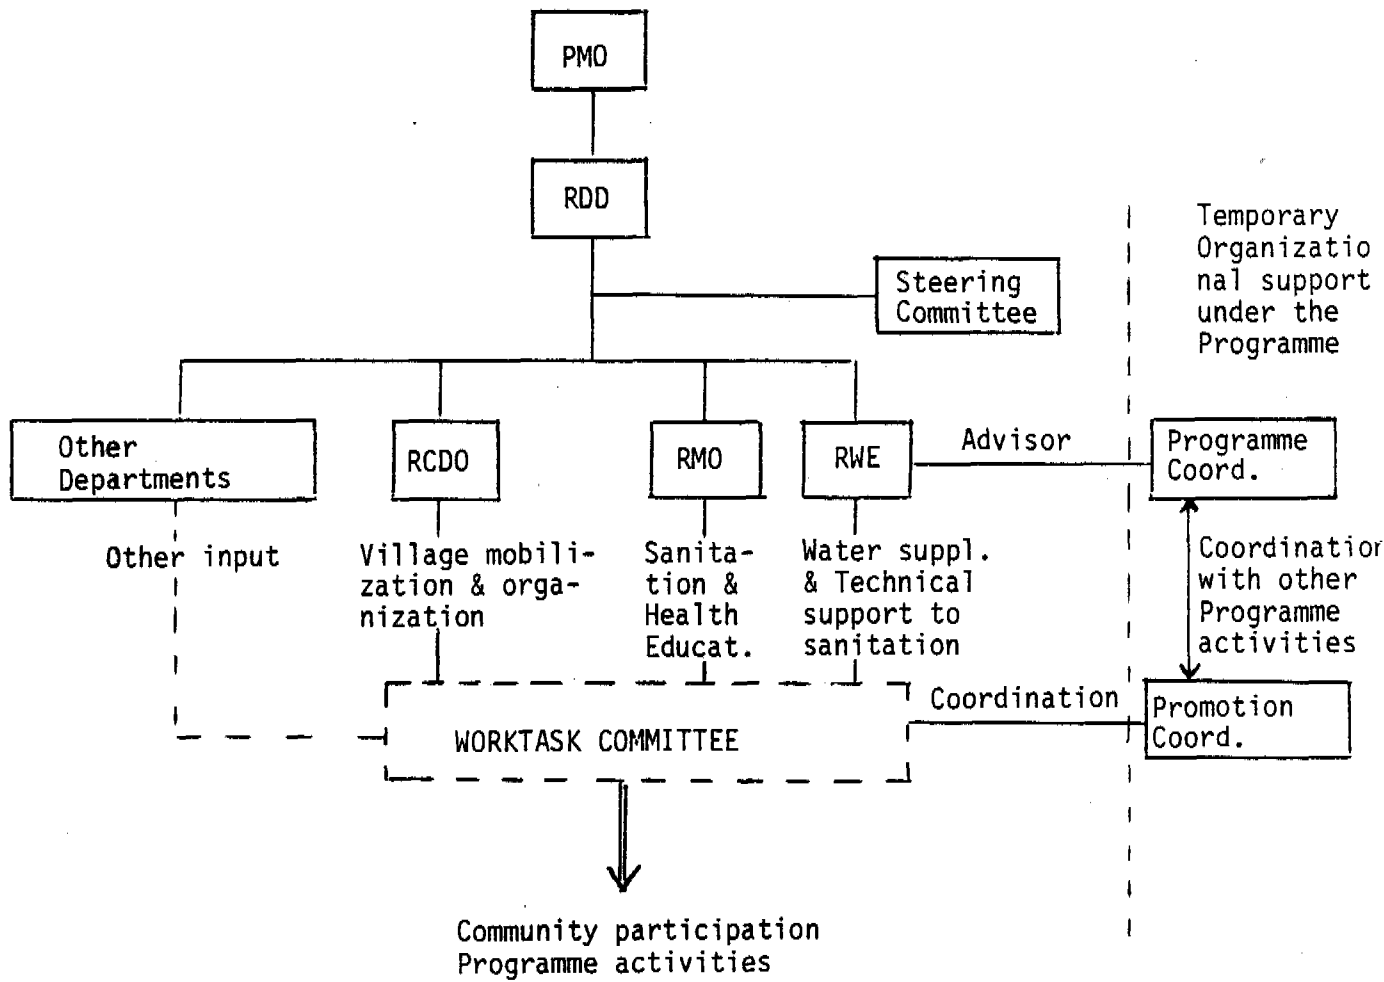 PMO
RDD
Steering
Committee
Temporary
Organizatio
nal support
under the
Programme
Other
Departments
RCDO
RMO
RWE
Advisor
Programme
Coord.
Other input
Village mobili-
zation & orga-
nization
Sanita-
tion &
Health
Educat.
Water suppl.
& Technical
support to
sanitation
Coordination
with other
Programme
activities
WORKTASK COMMITTEE
Coordination
Promotion
Coord.
Community participation
Programme activities